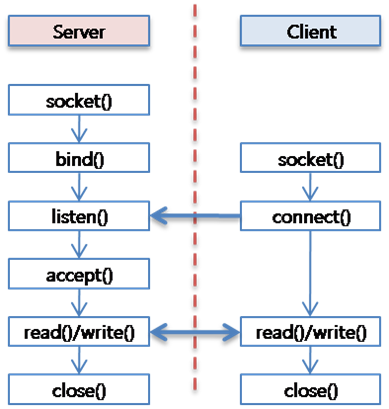 Server
Client
socket()
bind()
socket()
listen()
connect()
accept()
read()/write()
read()/write()
close()
close()